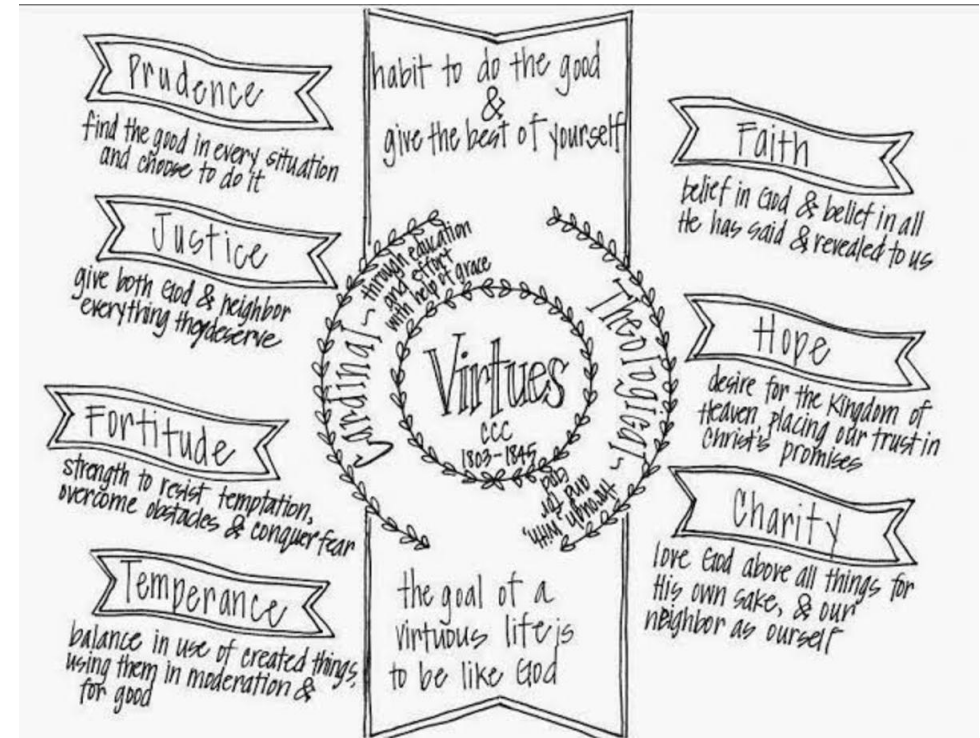 habit to do the good
&
give the best of yourself
Prudence
find the good in every situation
and choose to do it
Justice
give both God & neighbor
everything they deserve
Fortitude
strength to resist temptation,
overcome obstacles & conquer fear
Temperance
balance in use of created things,
using them in moderation &
for good
Cardinal ~
through education
and effort
with help of grace
Virtues
CCC
1803-1845
Theological ~
through, with,
and for
God
Faith
belief in God & belief in all
He has said & revealed to us
Hope
desire for the Kingdom of
Heaven, placing our trust in
Christ's promises
Charity
love God above all things for
His own sake, & our
neighbor as ourself
the goal of a
virtuous life is
to be like God